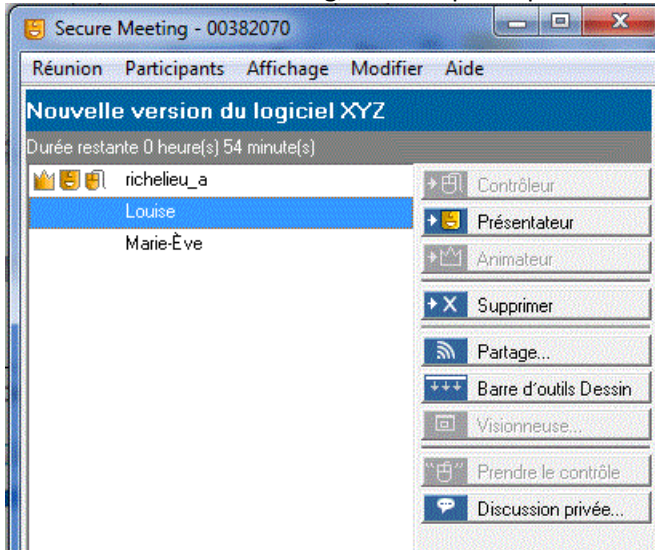 Secure Meeting - 00382070
Réunion Participants Affichage Modifier Aide
Nouvelle version du logiciel XYZ
Durée restante 0 heure(s) 54 minute(s)
richelieu_a
Louise
Marie-Ève
Contrôleur
Présentateur
Animateur
Supprimer
Partage...
Barre d'outils Dessin
Visionneuse...
Prendre le contrôle
Discussion privée...